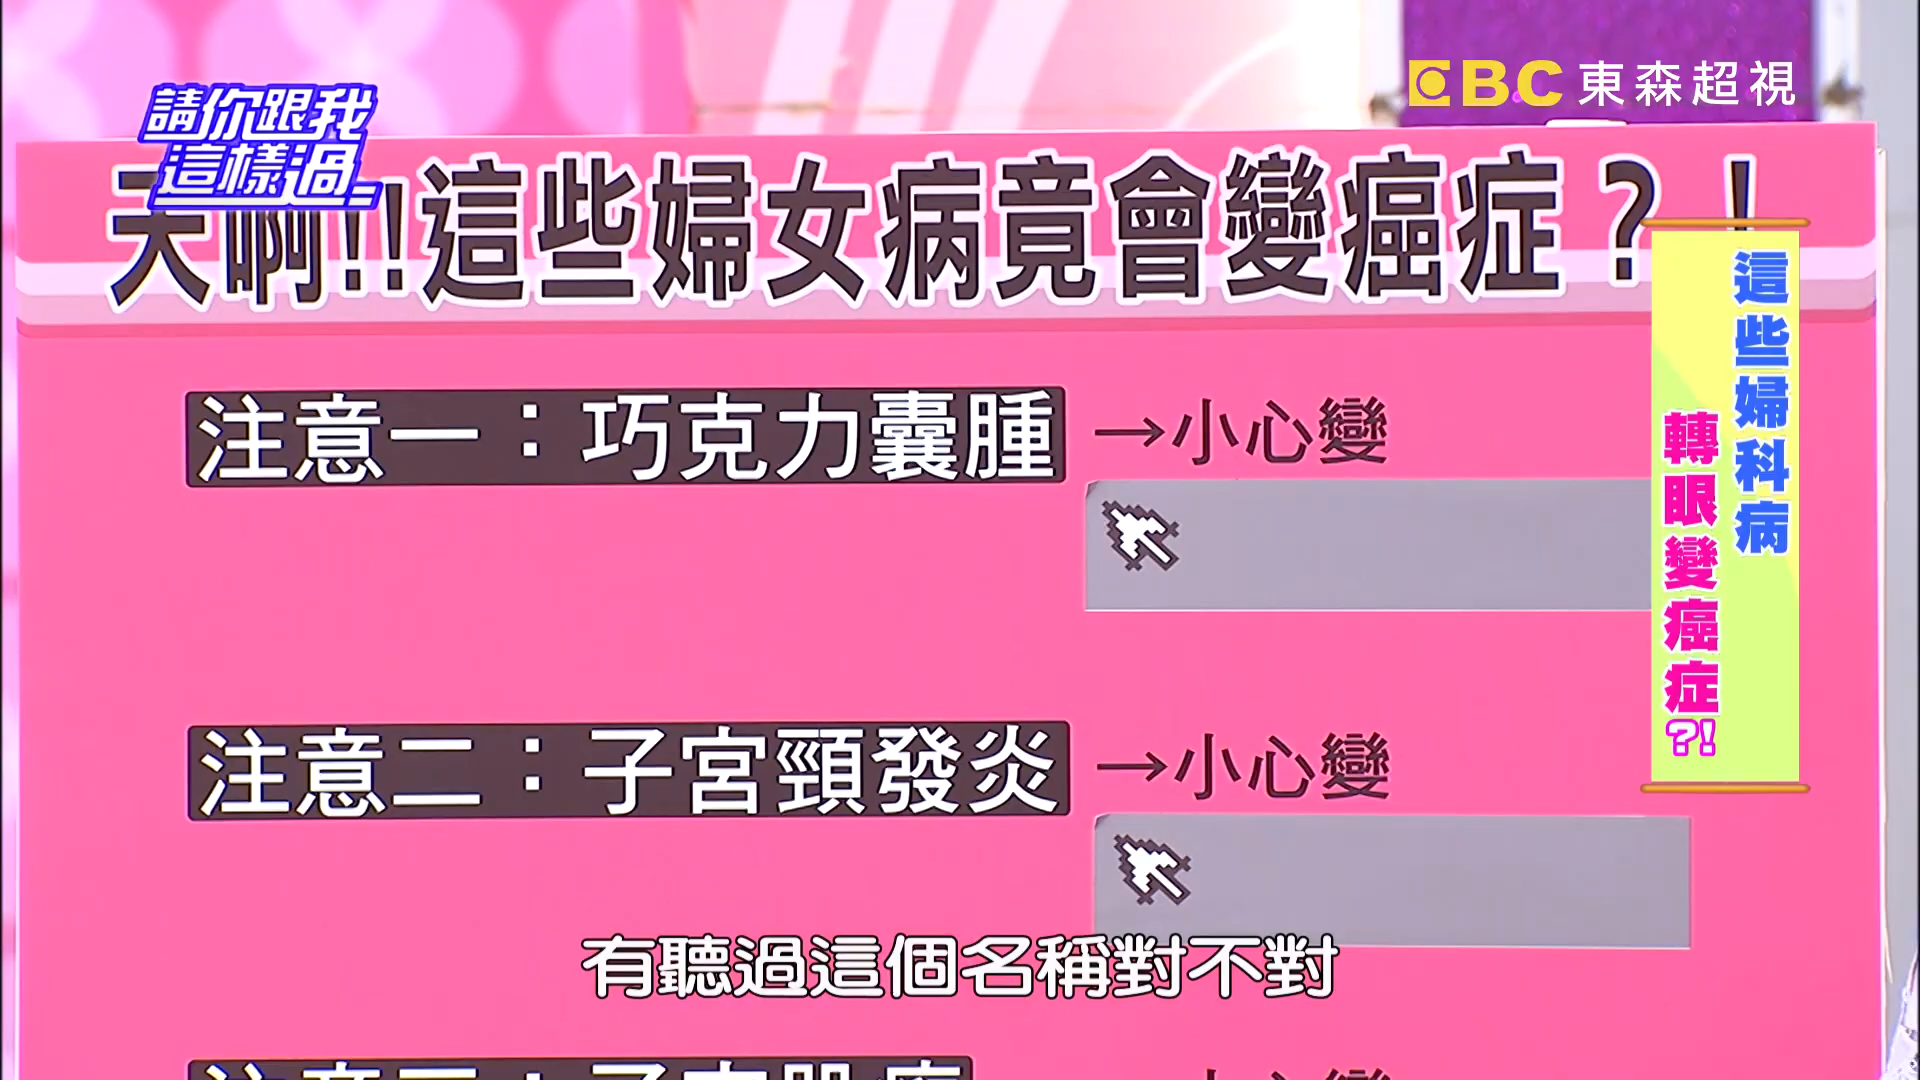 請你跟我
這樣過
EBC 東森超視
天啊!!這些婦女病竟會變癌症?!
這些婦科病
轉眼變癌症?!
注意一:巧克力囊腫
→小心變
注意二:子宮頸發炎
→小心變
有聽過這個名稱對不對